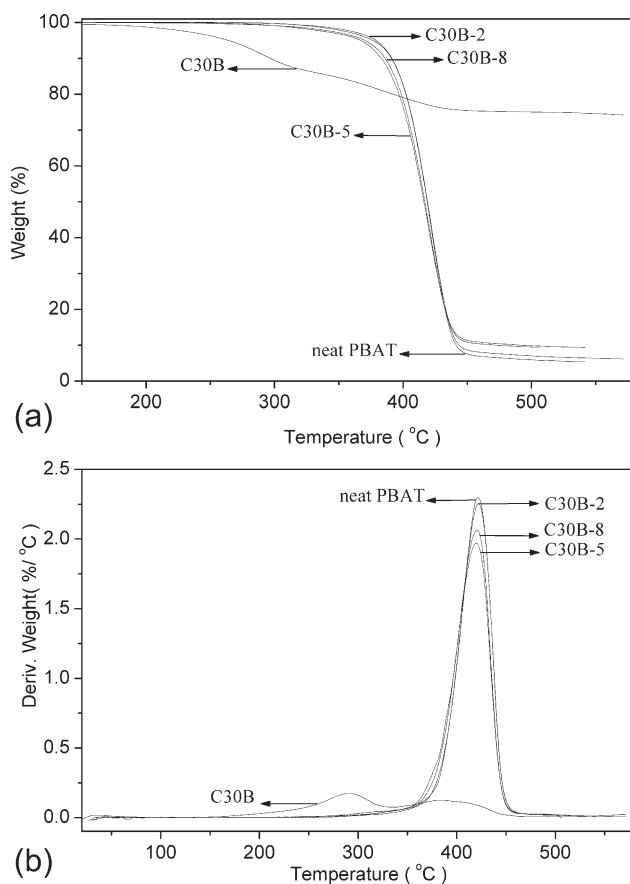 100
80
60
40
20
0
Weight (%)
C30B
C30B-2
C30B-8
C30B-5
neat PBAT
200
300
400
500
Temperature ( °C)
(a)
2.5
2.0
1.5
1.0
0.5
0.0
Deriv. Weight( %/ °C)
neat PBAT
C30B-2
C30B-8
C30B-5
C30B
100
200
300
400
500
Temperature ( °C)
(b)